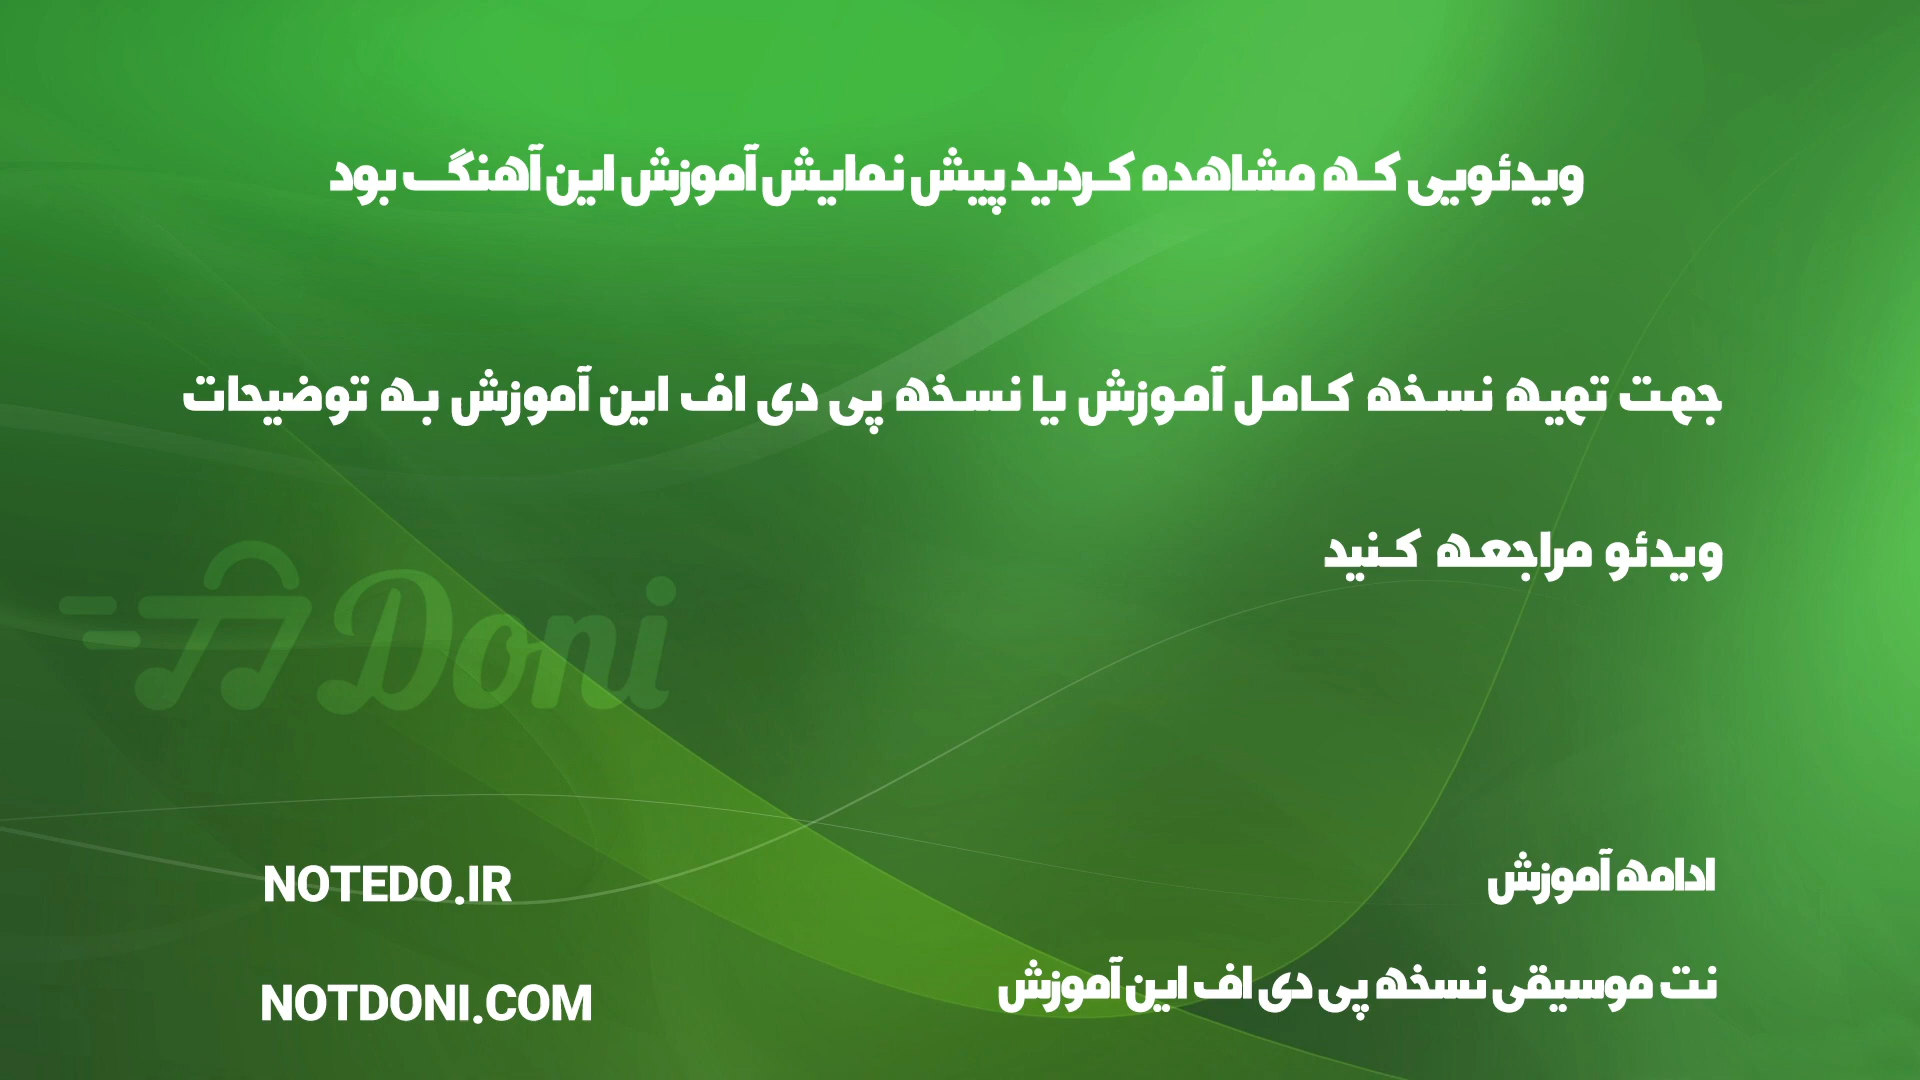 ویدئویی که مشاهده کردید پیش نمایش آموزش این آهنگ بود
جهت تهیه نسخه کامل آموزش یا نسخه پی دی اف این آموزش به توضیحات
ویدئو مراجعه کنید
Doni
ادامه آموزش
NOTEDO.IR
نت موسیقی نسخه پی دی اف این آموزش
NOTDONI.COM